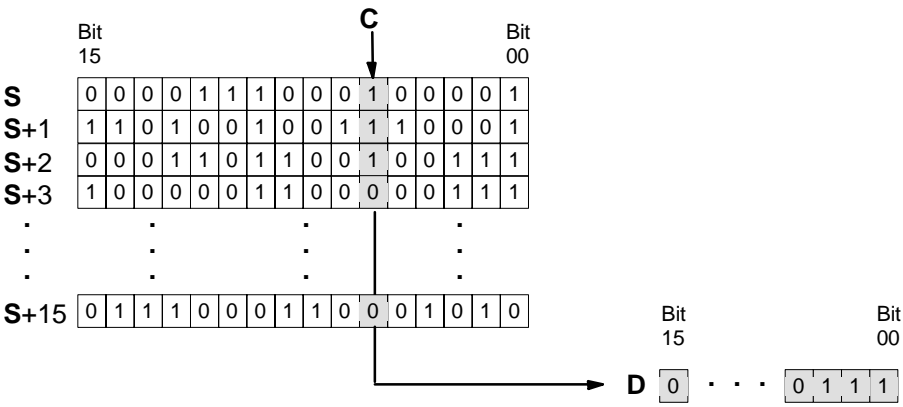 C
Bit Bit
15 00
S 0 0 0 0 1 1 1 0 0 0 1 0 0 0 0 1
S+1 1 1 0 1 0 0 1 0 0 1 1 1 0 0 0 1
S+2 0 0 0 1 1 0 1 1 0 0 1 0 0 1 1 1
S+3 1 0 0 0 0 0 1 1 0 0 0 0 0 1 1 1
. . . .
. . . .
. . . .
S+15 0 1 1 1 0 0 0 1 1 0 0 0 1 0 1 0
Bit Bit
15 00
D 0 . . . 0 1 1 1